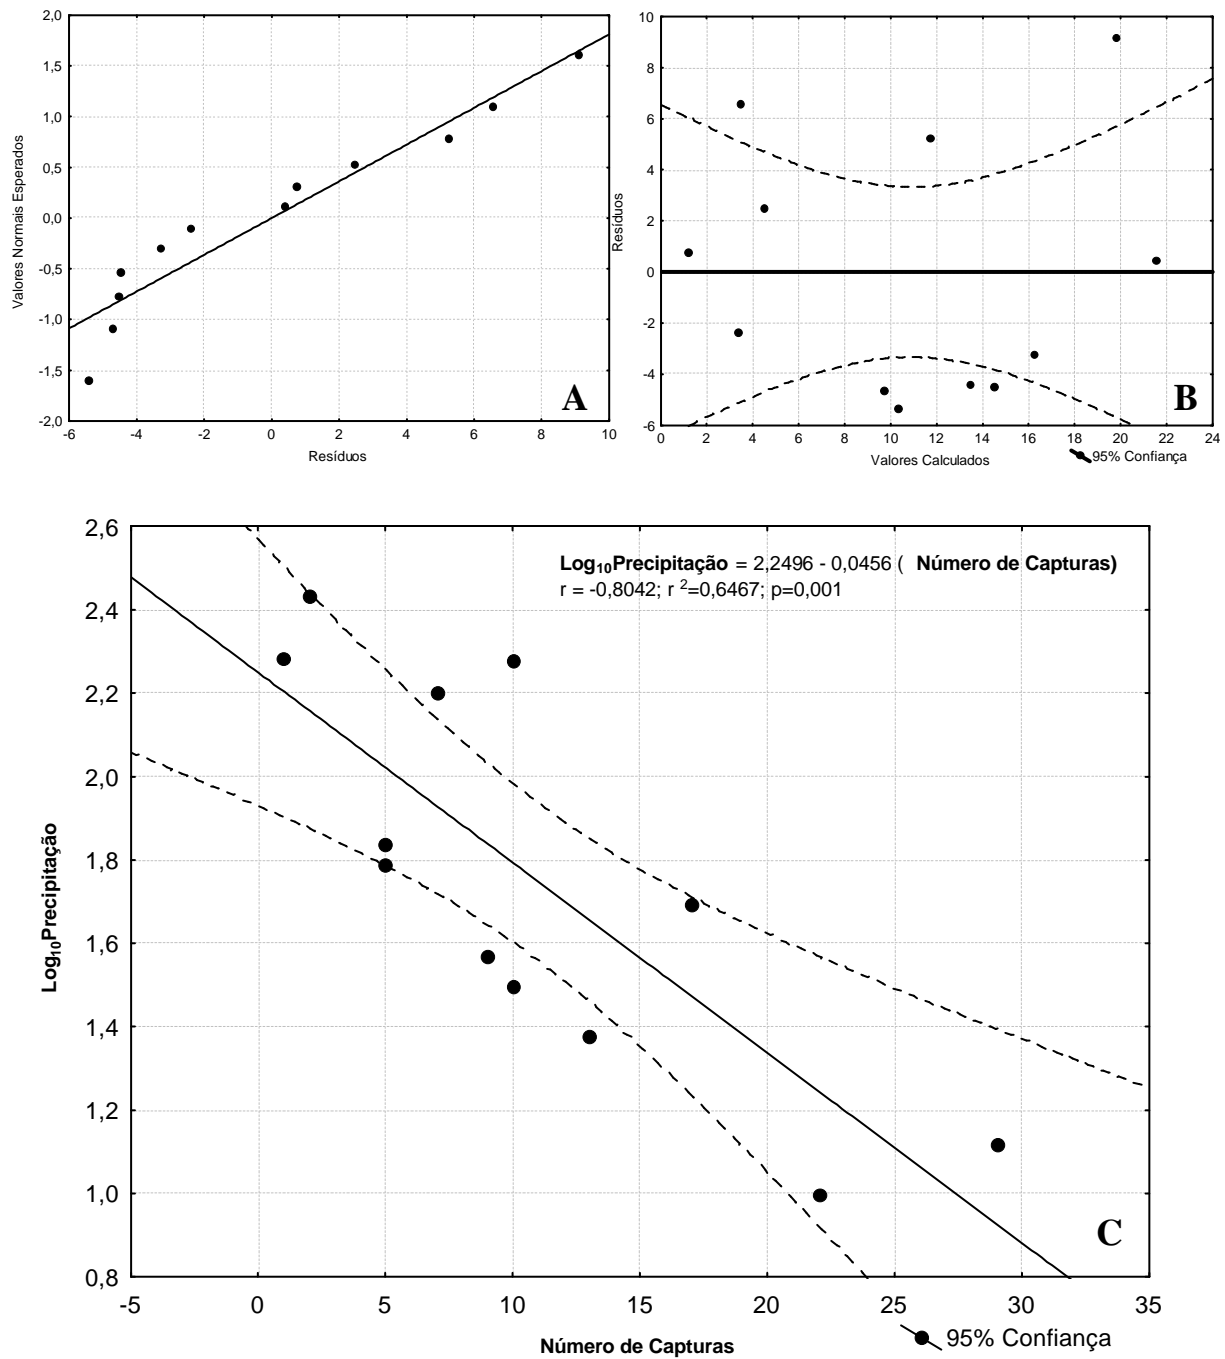 2,0
1,5
1,0
0,5
0,0
-0,5
-1,0
-1,5
-2,0
Valores Normais Esperados
-6 -4 -2 0 2 4 6 8 10
Resíduos
A
10
8
6
4
2
0
-2
-4
-6
Resíduos
0 2 4 6 8 10 12 14 16 18 20 22 24
Valores Calculados
95% Confiança
B
Log10Precipitação = 2,2496 - 0,0456 ( Número de Capturas)
r = -0,8042; r 2=0,6467; p=0,001
2,6
2,4
2,2
2,0
1,8
1,6
1,4
1,2
1,0
0,8
Log10Precipitação
C
-5 0 5 10 15 20 25 30 35
Número de Capturas
95% Confiança